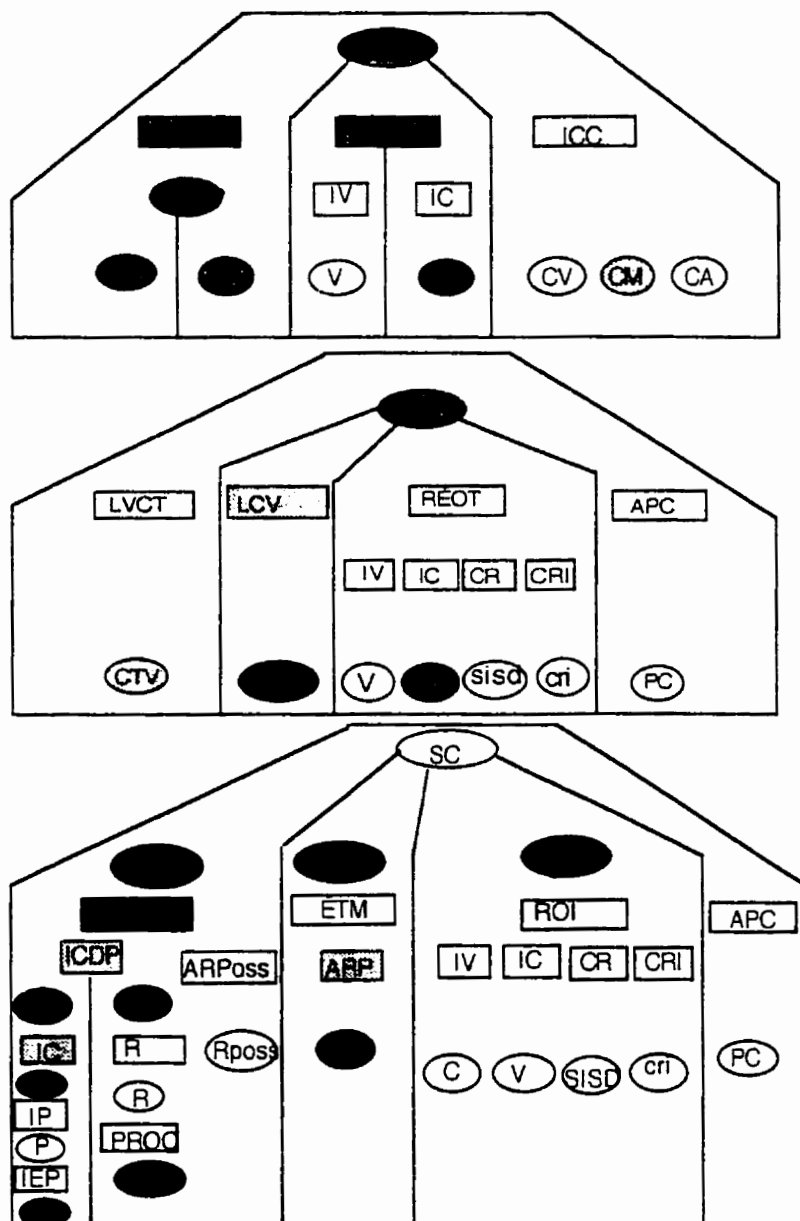 ICC
IV IC
V CV CM CA
LVCT LCV REOT APC
IV IC CR CRI
CTV V sisd cri PC
SC
ETM ROI APC
ICDP ARPoss ARP IV IC CR CRI
IC R Rposs C V SISD cri PC
R
IP
P PROC
IEP